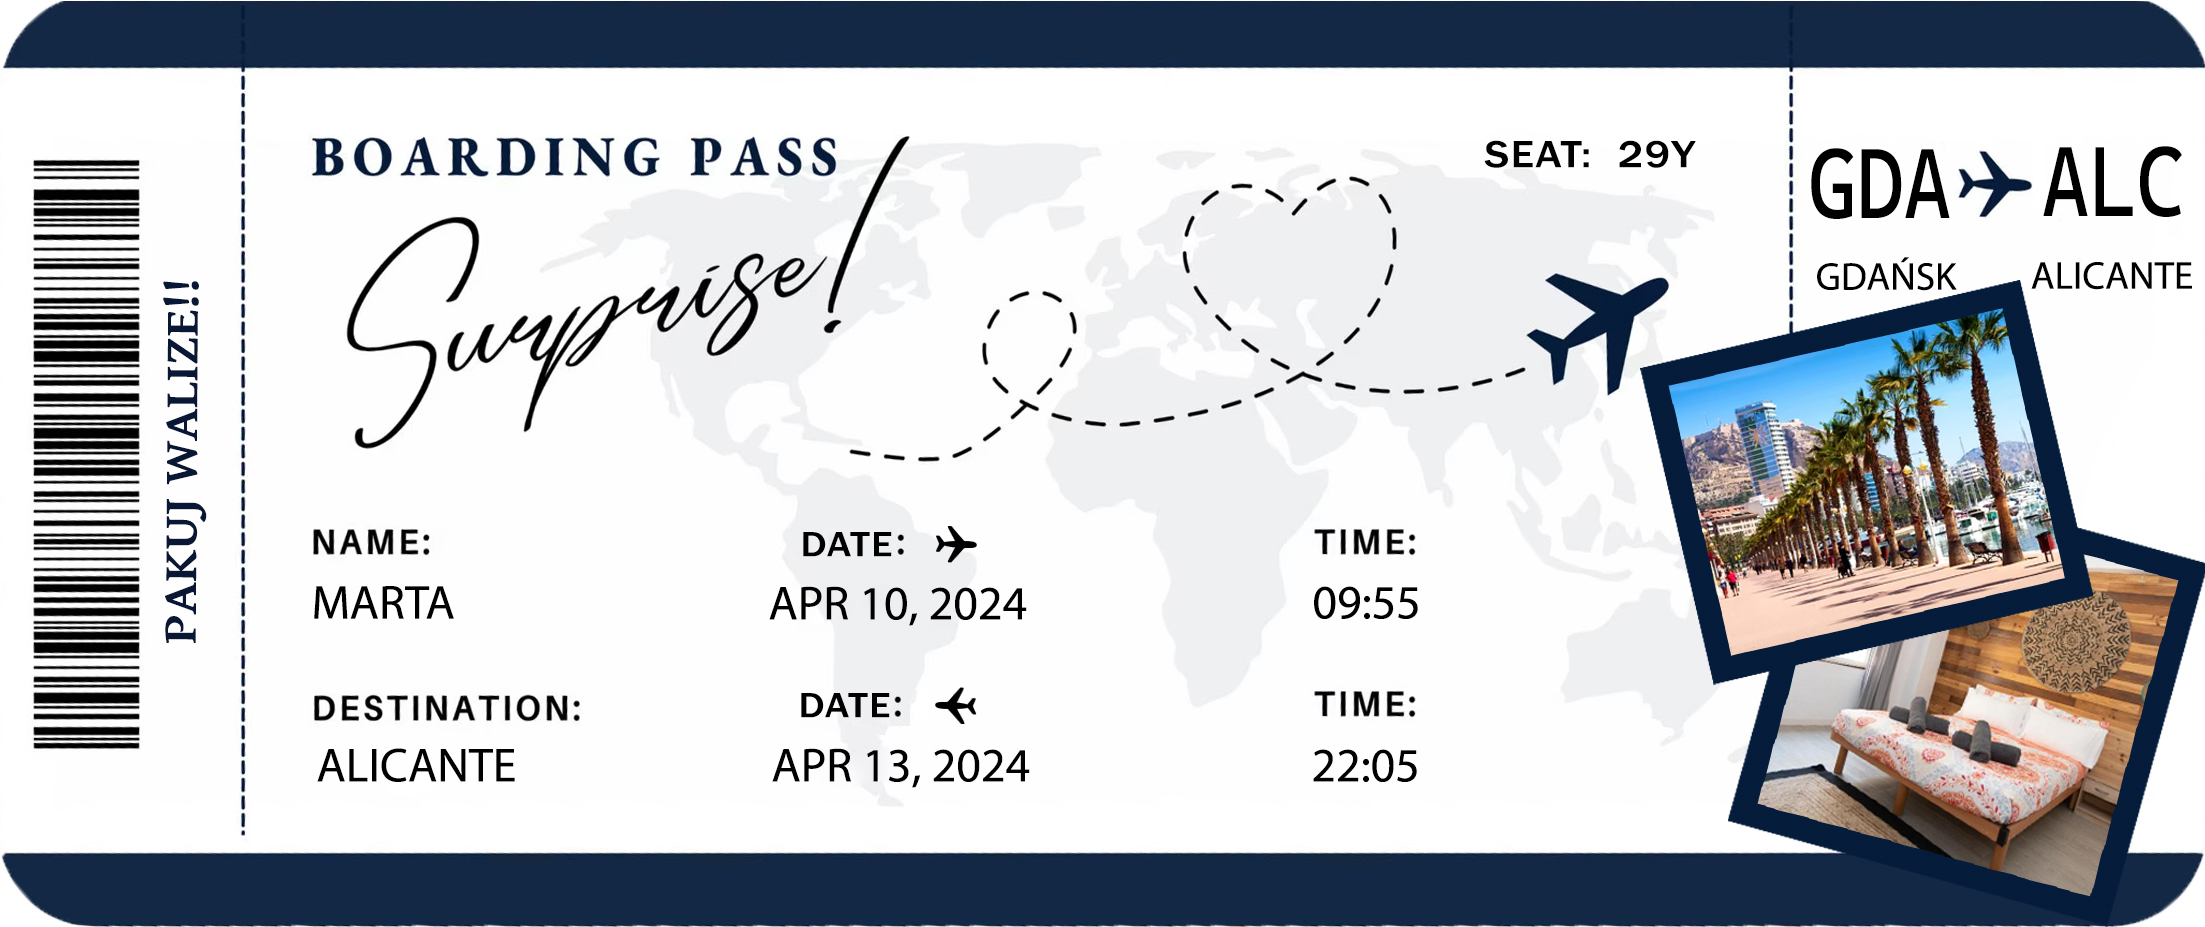 PAKUJ WALIZE!!
BOARDING PASS
Surprise!
SEAT: 29Y
NAME:
MARTA
DATE:
APR 10, 2024
TIME:
09:55
DESTINATION:
ALICANTE
DATE:
APR 13, 2024
TIME:
22:05
GDA ALC
GDAŃSK ALICANTE